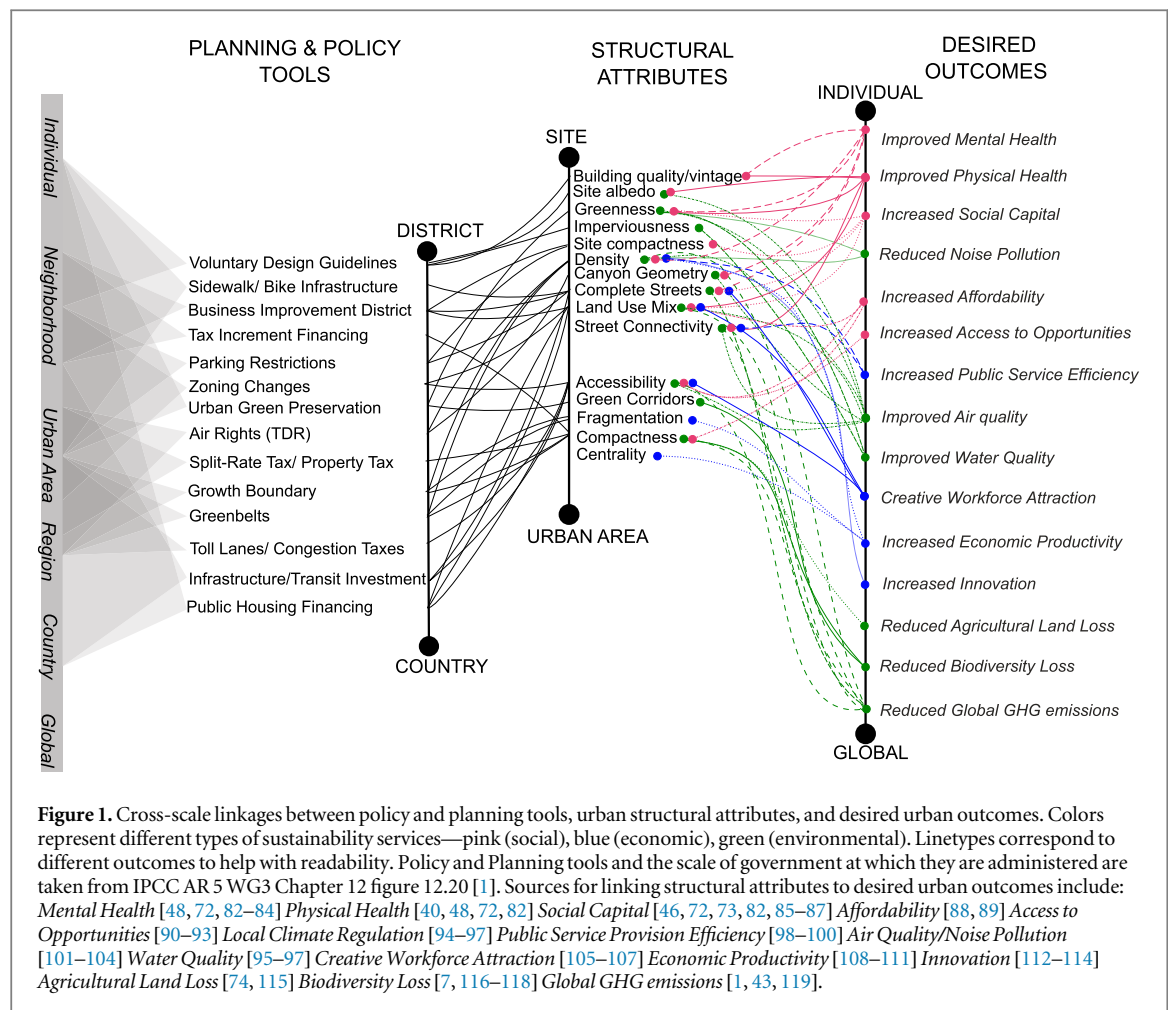 PLANNING & POLICY
TOOLS
STRUCTURAL
ATTRIBUTES
DESIRED
OUTCOMES
Individual
Neighborhood
Urban Area
Region
Country
Global
DISTRICT
Voluntary Design Guidelines
Sidewalk/ Bike Infrastructure
Business Improvement District
Tax Increment Financing
Parking Restrictions
Zoning Changes
Urban Green Preservation
Air Rights (TDR)
Split-Rate Tax/ Property Tax
Growth Boundary
Greenbelts
Toll Lanes/ Congestion Taxes
Infrastructure/Transit Investment
Public Housing Financing
COUNTRY
SITE
Building quality/vintage
Site albedo
Greenness
Imperviousness
Site compactness
Density
Canyon Geometry
Complete Streets
Land Use Mix
Street Connectivity
Accessibility
Green Corridors
Fragmentation
Compactness
Centrality
URBAN AREA
INDIVIDUAL
Improved Mental Health
Improved Physical Health
Increased Social Capital
Reduced Noise Pollution
Increased Affordability
Increased Access to Opportunities
Increased Public Service Efficiency
Improved Air quality
Improved Water Quality
Creative Workforce Attraction
Increased Economic Productivity
Increased Innovation
Reduced Agricultural Land Loss
Reduced Biodiversity Loss
Reduced Global GHG emissions
GLOBAL
Figure 1. Cross-scale linkages between policy and planning tools, urban structural attributes, and desired urban outcomes. Colors
represent different types of sustainability services—pink (social), blue (economic), green (environmental). Linetypes correspond to
different outcomes to help with readability. Policy and Planning tools and the scale of government at which they are administered are
taken from IPCC AR 5 WG3 Chapter 12 figure 12.20 [1]. Sources for linking structural attributes to desired urban outcomes include:
Mental Health [48, 72, 82–84] Physical Health [40, 48, 72, 82] Social Capital [46, 72, 73, 82, 85–87] Affordability [88, 89] Access to
Opportunities [90–93] Local Climate Regulation [94–97] Public Service Provision Efficiency [98–100] Air Quality/Noise Pollution
[101–104] Water Quality [95–97] Creative Workforce Attraction [105–107] Economic Productivity [108–111] Innovation [112–114]
Agricultural Land Loss [74, 115] Biodiversity Loss [7, 116–118] Global GHG emissions [1, 43, 119].